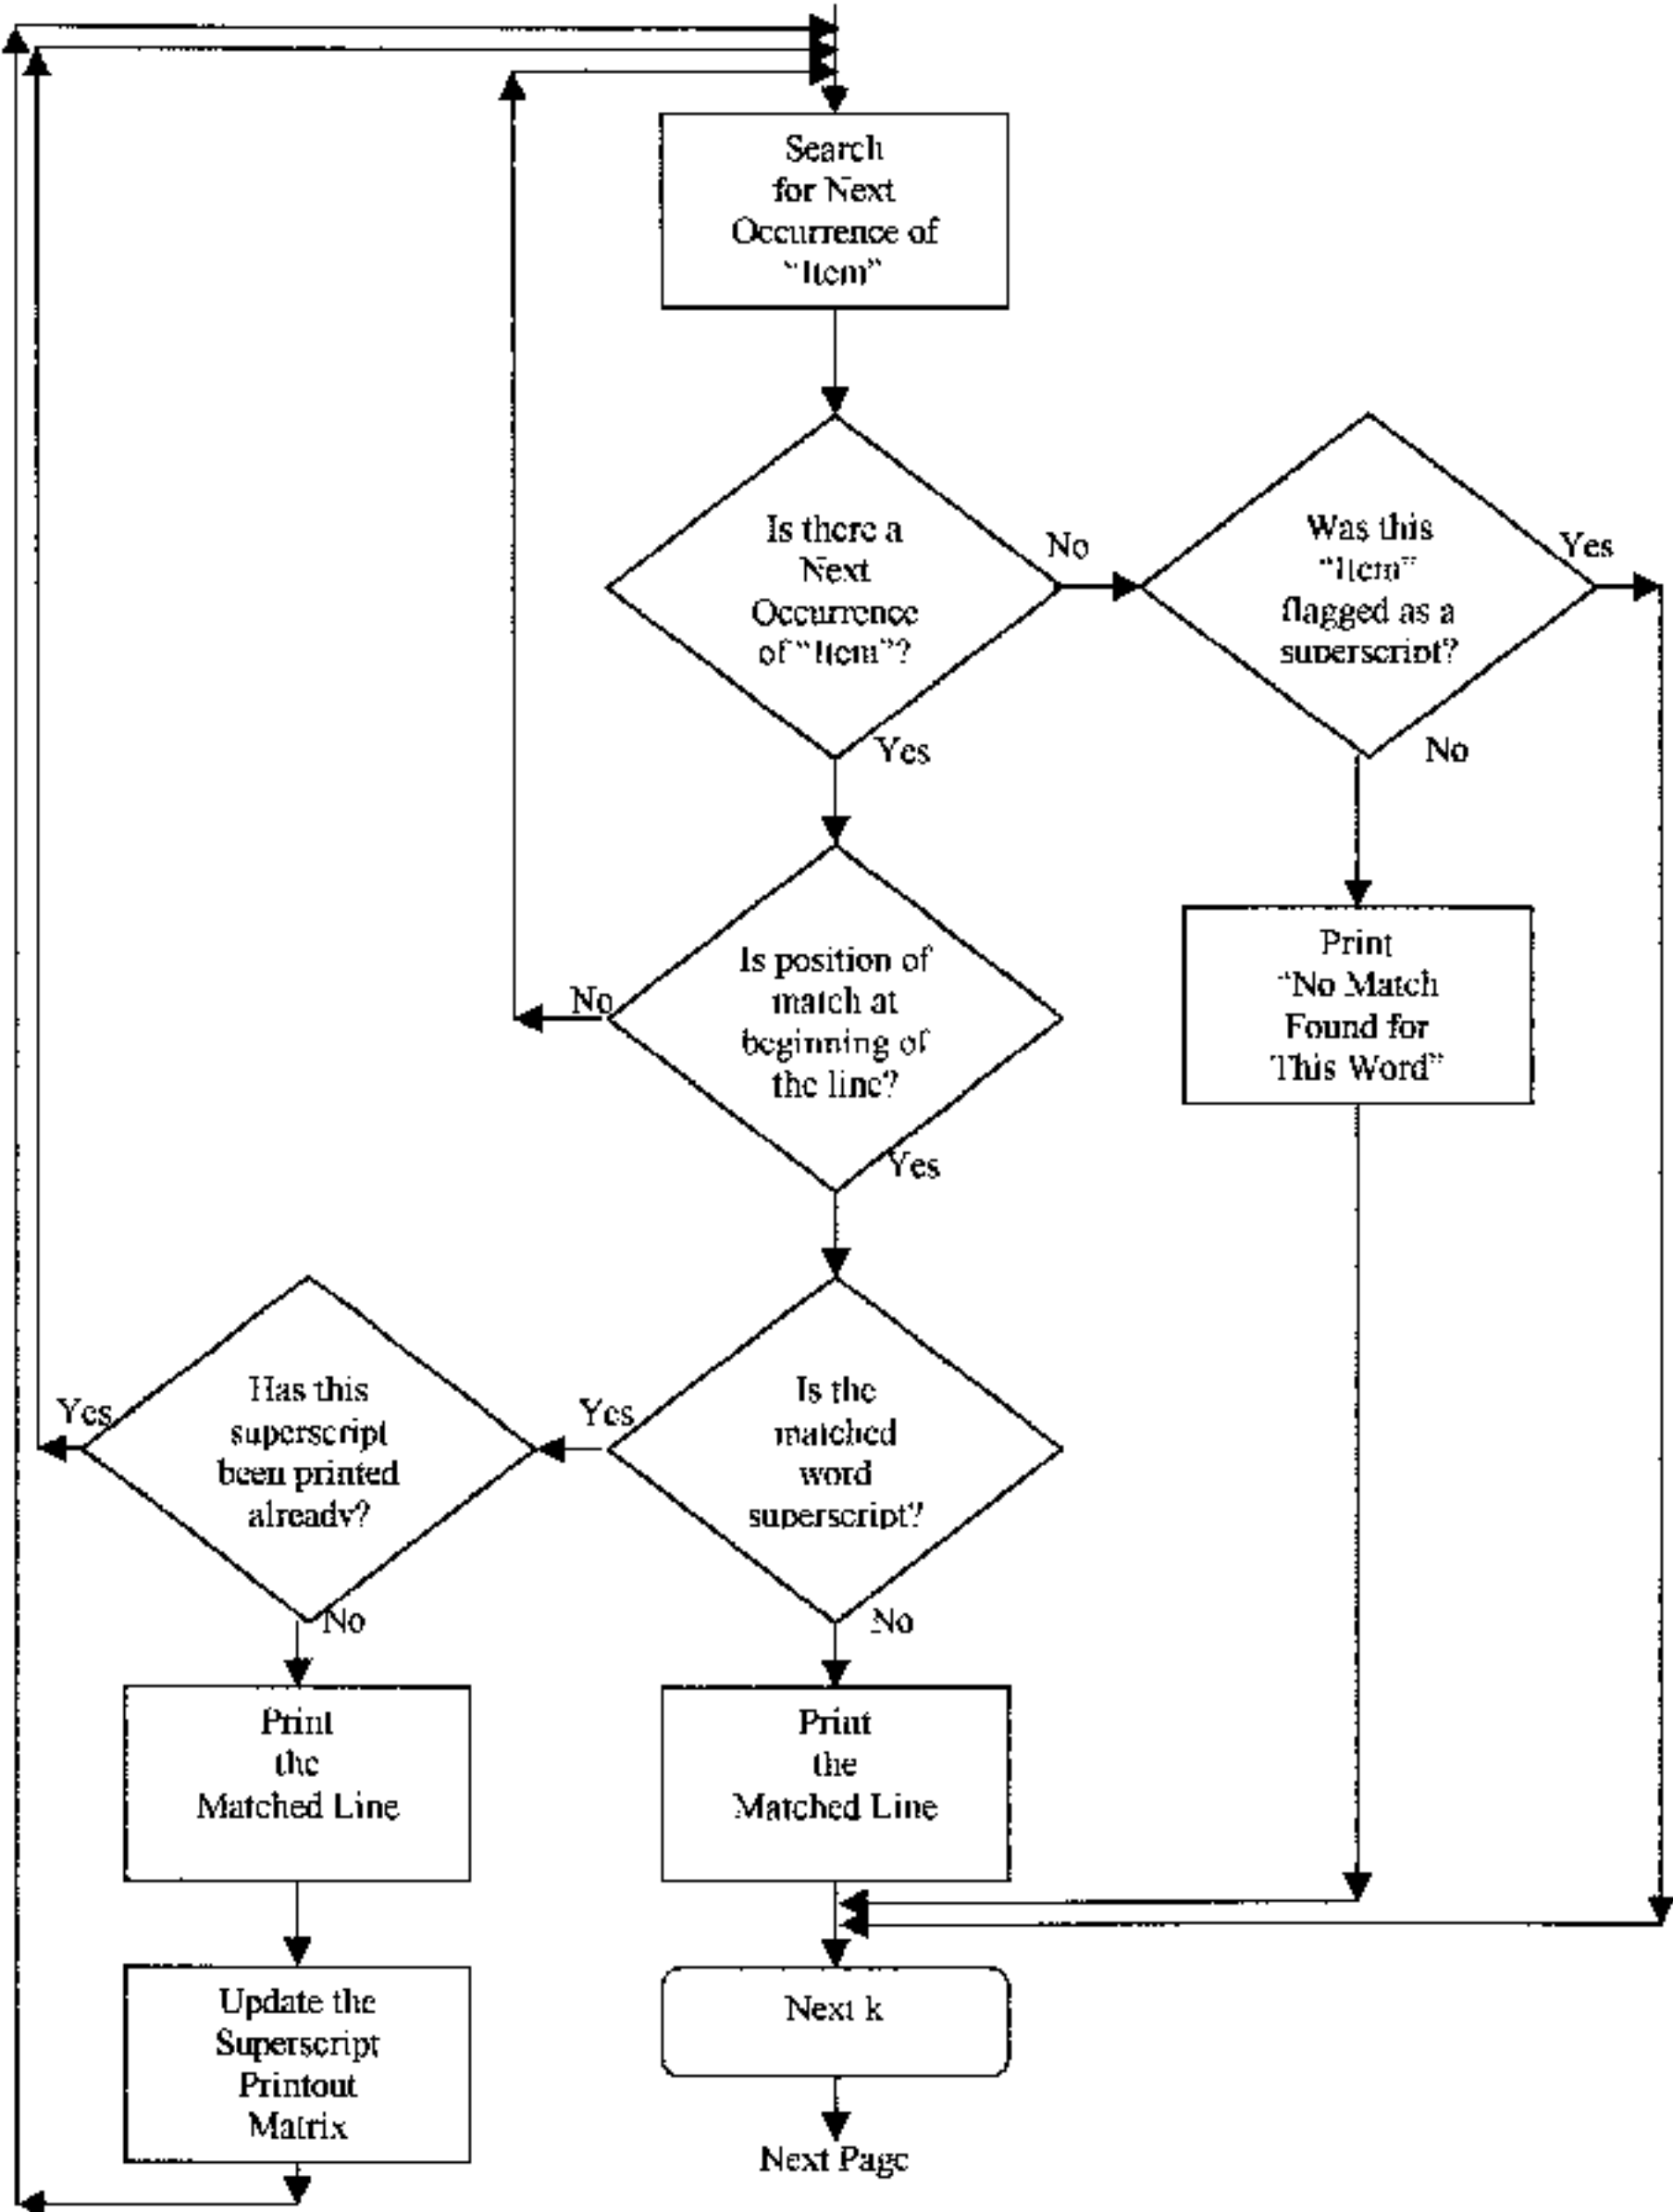 Search
for Next
Occurrence of
“Item”
Is there a
Next
Occurrence
of “Item”?
No
Yes
Was this
“Item”
flagged as a
superscript?
Yes
No
Print
“No Match
Found for
This Word”
Is position of
match at
beginning of
the line?
No
Yes
Is the
matched
word
superscript?
Yes
No
Has this
superscript
been printed
already?
Yes
No
Print
the
Matched Line
Print
the
Matched Line
Update the
Superscript
Printout
Matrix
Next k
Next Page